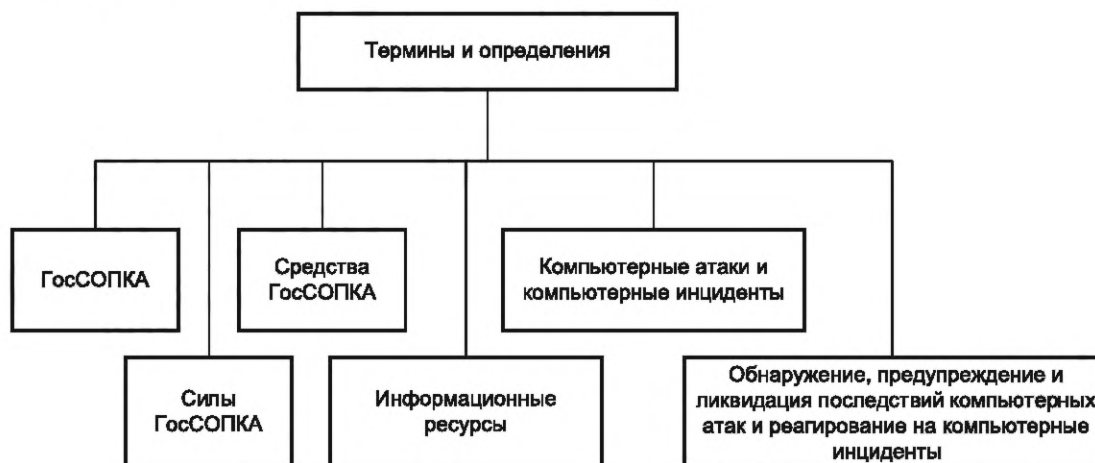 Термины и определения
ГосСОПКА
Средства
ГосСОПКА
Компьютерные атаки и
компьютерные инциденты
Силы
ГосСОПКА
Информационные
ресурсы
Обнаружение, предупреждение и
ликвидация последствий компьютерных
атак и реагирование на компьютерные
инциденты